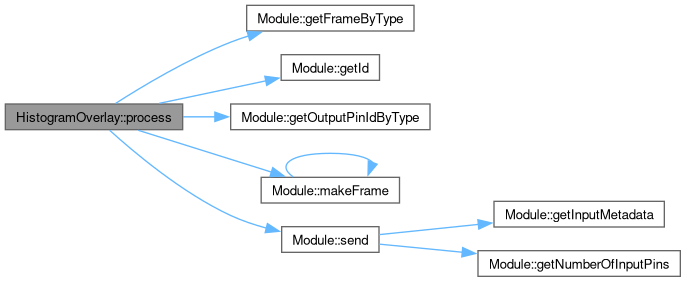 Module::getFrameByType
Module::getId
HistogramOverlay::process
Module::getOutputPinIdByType
Module::makeFrame
Module::send
Module::getInputMetadata
Module::getNumberOfInputPins